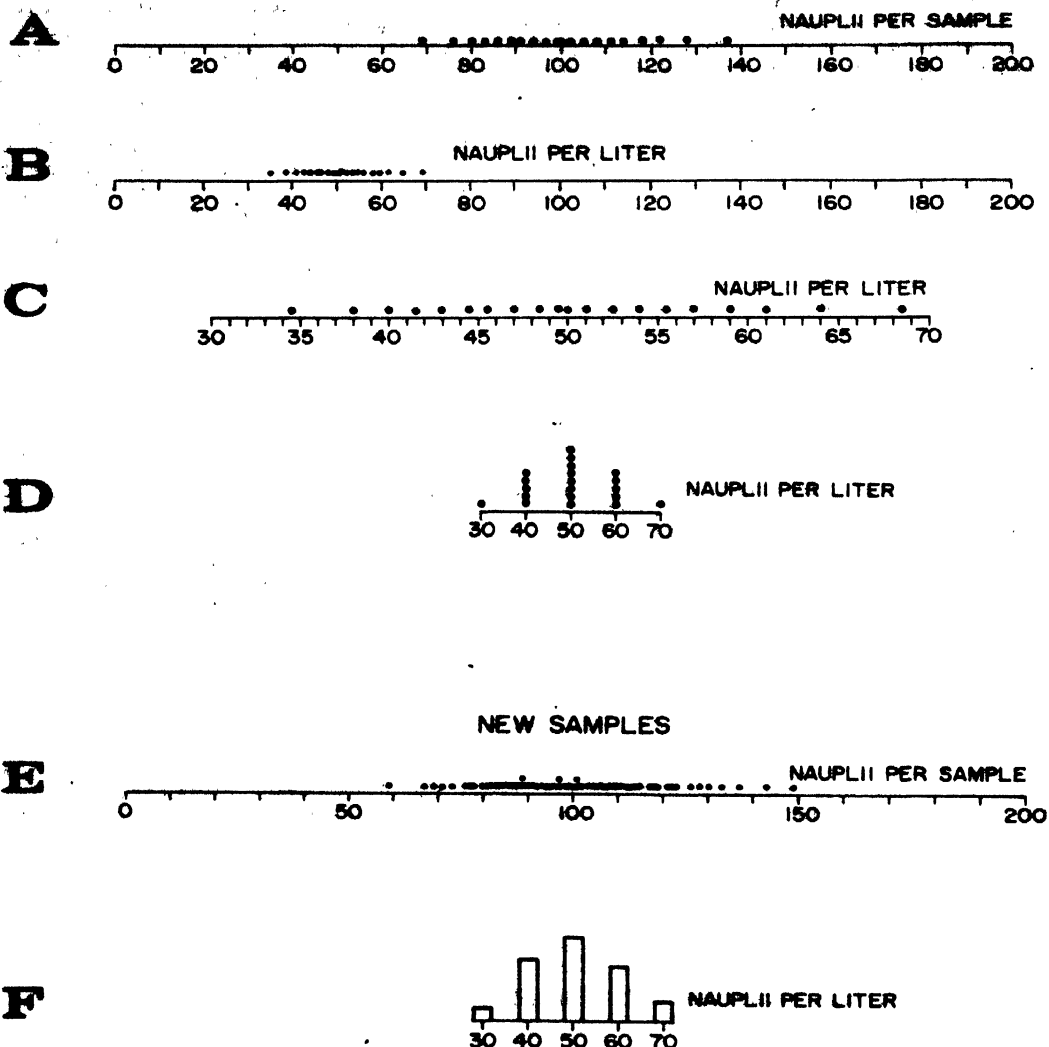 A
NAUPLII PER SAMPLE
0 20 40 60 80 100 120 140 160 180 200
B
NAUPLII PER LITER
0 20 40 60 80 100 120 140 160 180 200
C
NAUPLII PER LITER
30 35 40 45 50 55 60 65 70
D
NAUPLII PER LITER
30 40 50 60 70
NEW SAMPLES
E
NAUPLII PER SAMPLE
0 50 100 150 200
F
NAUPLII PER LITER
30 40 50 60 70